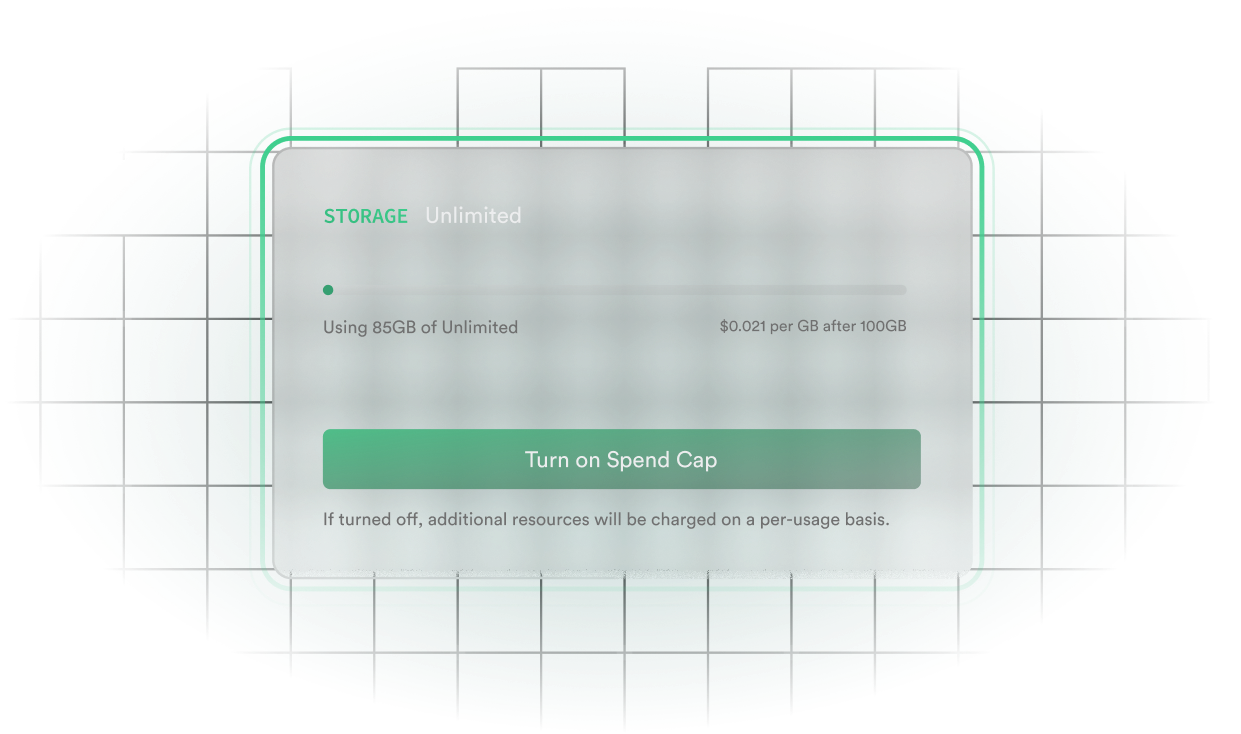 STORAGE Unlimited
Using 85GB of Unlimited
$0.021 per GB after 100GB
Turn on Spend Cap
If turned off, additional resources will be charged on a per-usage basis.